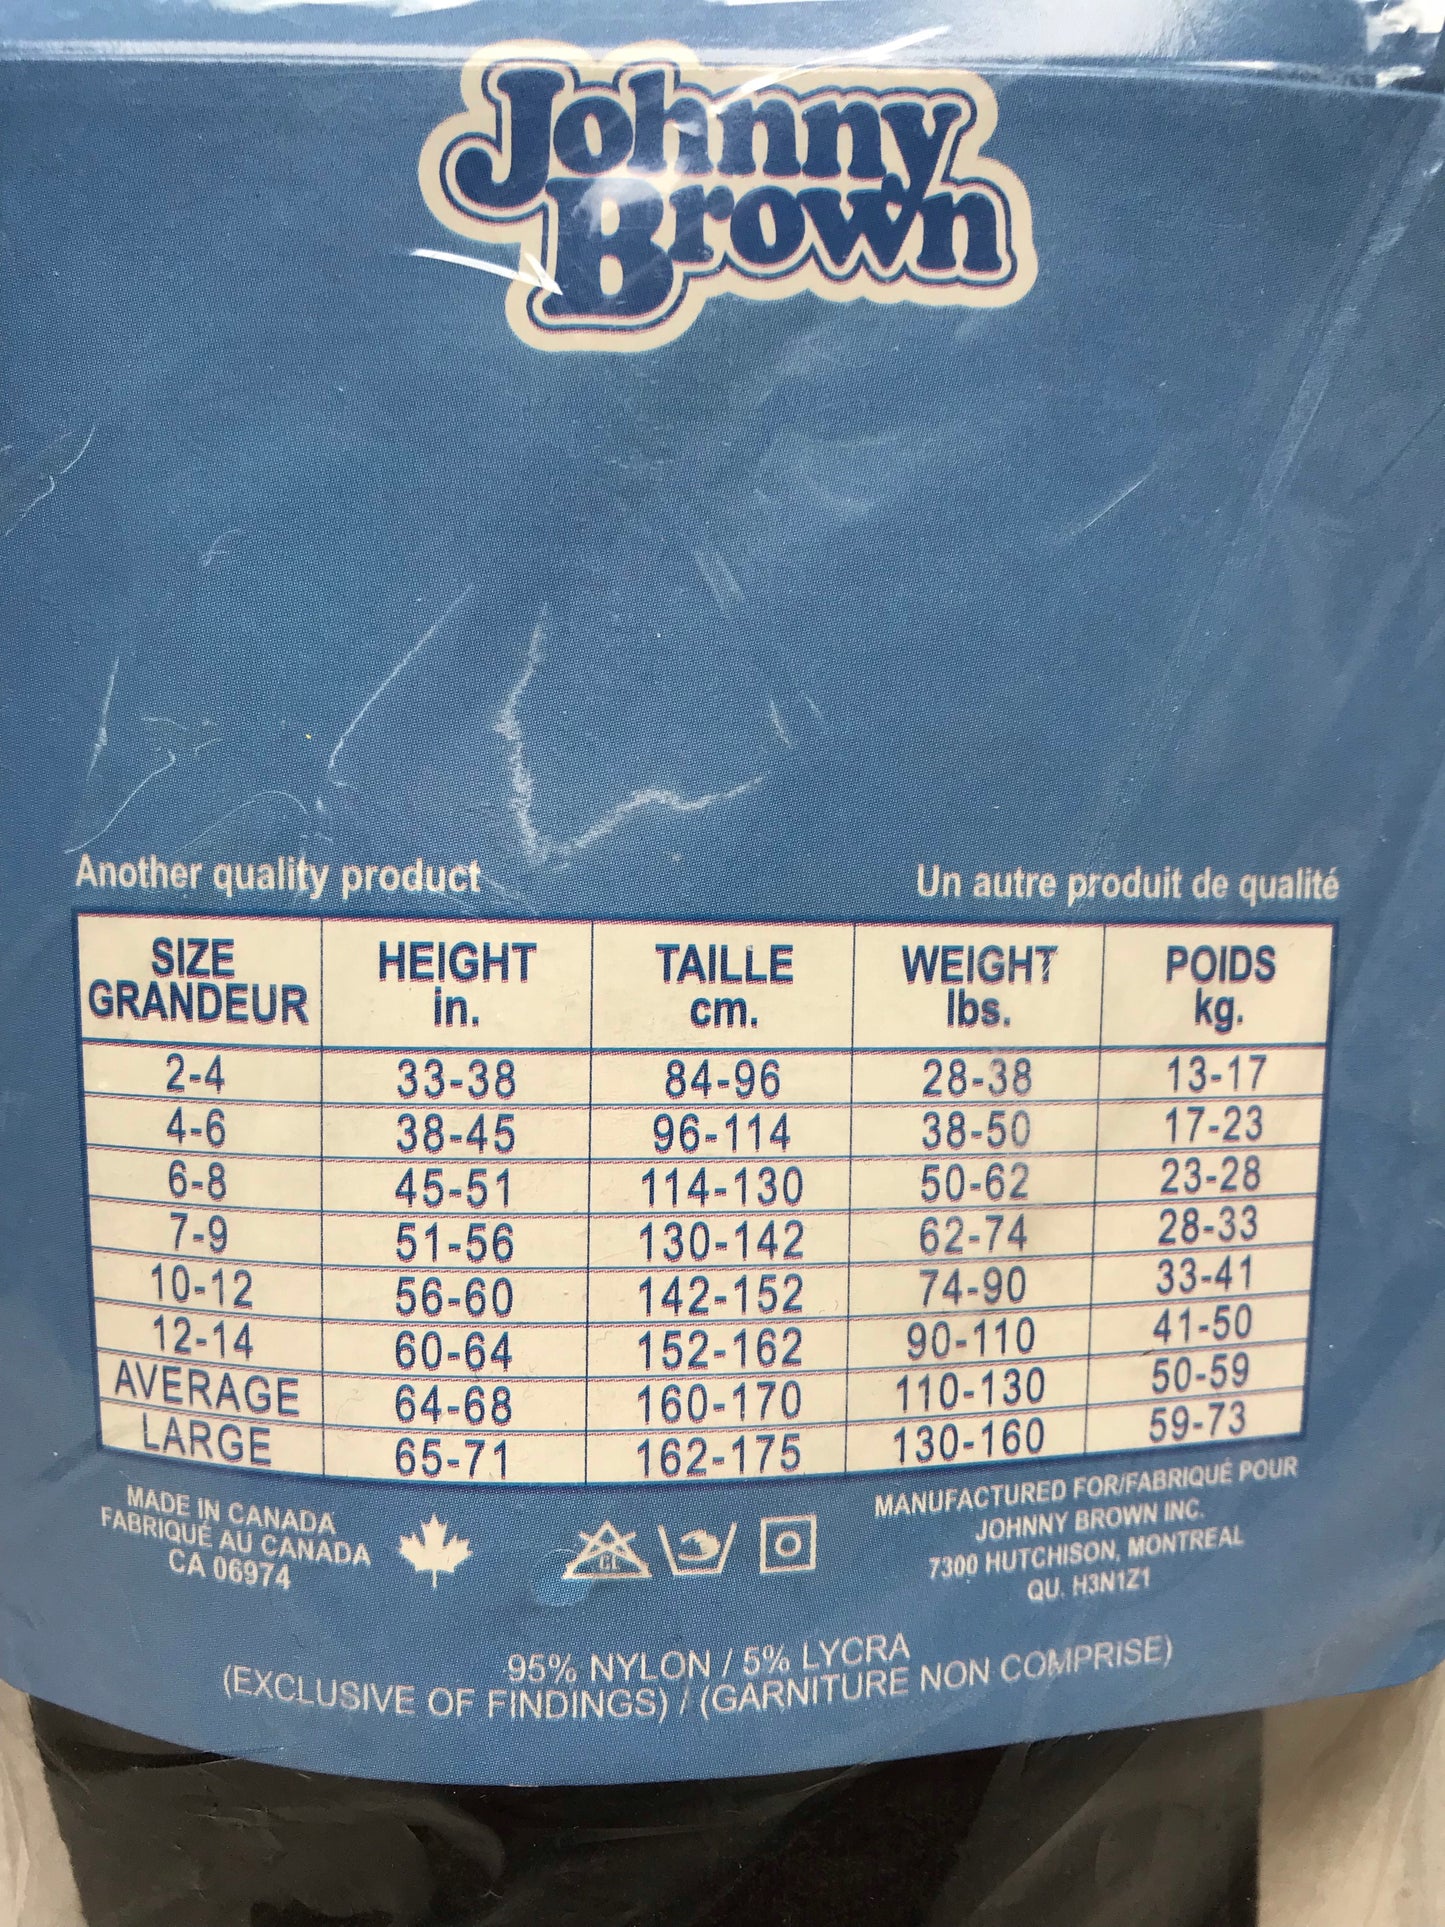 Johnny
Brown
Another quality product
Un autre produit de qualité
SIZE HEIGHT TAILLE WEIGHT POIDS
GRANDEUR in. cm. lbs. kg.
2-4 33-38 84-96 28-38 13-17
4-6 38-45 96-114 38-50 17-23
6-8 45-51 114-130 50-62 23-28
7-9 51-56 130-142 62-74 28-33
10-12 56-60 142-152 74-90 33-41
12-14 60-64 152-162 90-110 41-50
AVERAGE 64-68 160-170 110-130 50-59
LARGE 65-71 162-175 130-160 59-73
MADE IN CANADA
FABRIQUÉ AU CANADA
CA 06974
MANUFACTURED FOR/FABRIQUÉ POUR
JOHNNY BROWN INC.
7300 HUTCHISON, MONTREAL
QU. H3N1Z1
95% NYLON / 5% LYCRA
(EXCLUSIVE OF FINDINGS) / (GARNITURE NON COMPRISE)